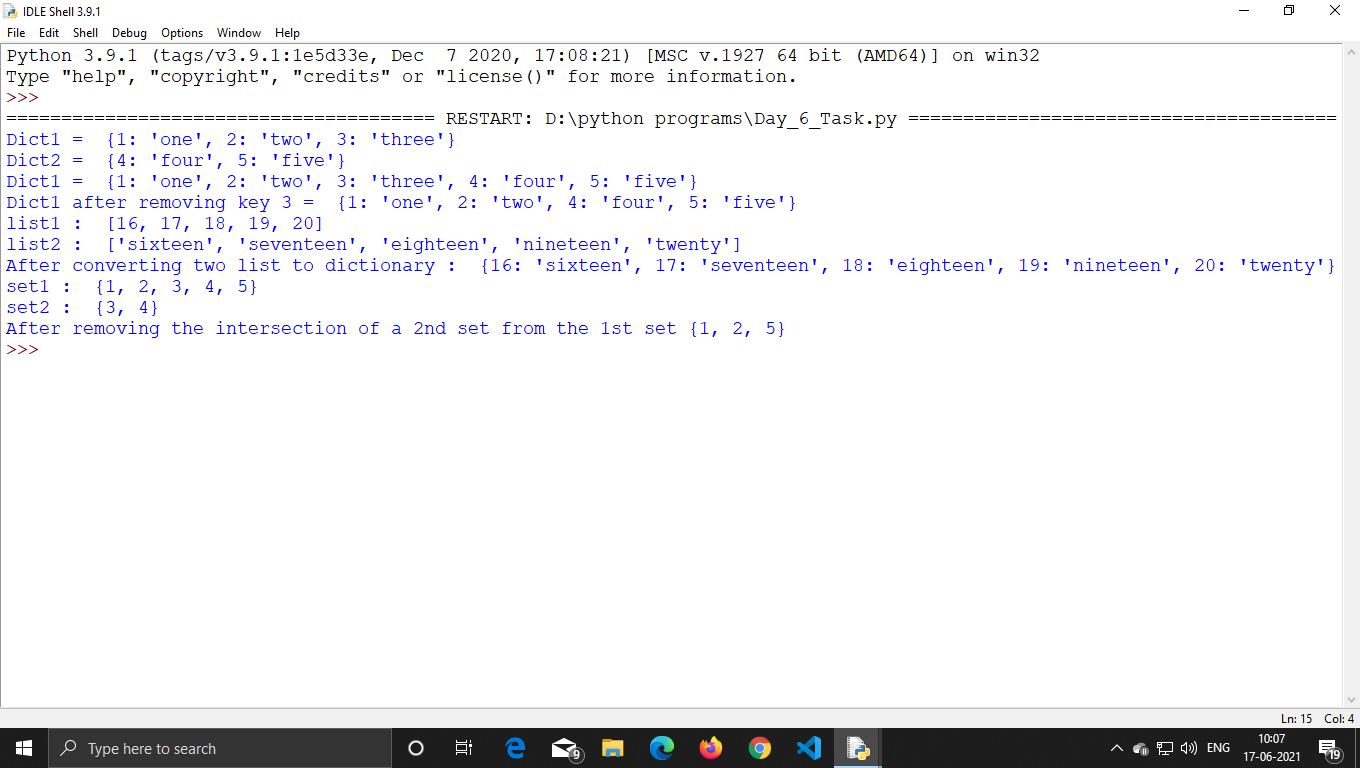 IDLE Shell 3.9.1
File Edit Shell Debug Options Window Help
Python 3.9.1 (tags/v3.9.1:1e5d33e, Dec  7 2020, 17:08:21) [MSC v.1927 64 bit (AMD64)] on win32
Type "help", "copyright", "credits" or "license()" for more information.
>>>
======================================= RESTART: D:\python programs\Day_6_Task.py =======================================
Dict1 =  {1: 'one', 2: 'two', 3: 'three'}
Dict2 =  {4: 'four', 5: 'five'}
Dict1 =  {1: 'one', 2: 'two', 3: 'three', 4: 'four', 5: 'five'}
Dict1 after removing key 3 =  {1: 'one', 2: 'two', 4: 'four', 5: 'five'}
list1 :  [16, 17, 18, 19, 20]
list2 :  ['sixteen', 'seventeen', 'eighteen', 'nineteen', 'twenty']
After converting two list to dictionary :  {16: 'sixteen', 17: 'seventeen', 18: 'eighteen', 19: 'nineteen', 20: 'twenty'}
set1 :  {1, 2, 3, 4, 5}
set2 :  {3, 4}
After removing the intersection of a 2nd set from the 1st set {1, 2, 5}
>>>
Ln: 15 Col: 4
Type here to search
9
ENG
10:07
17-06-2021
19